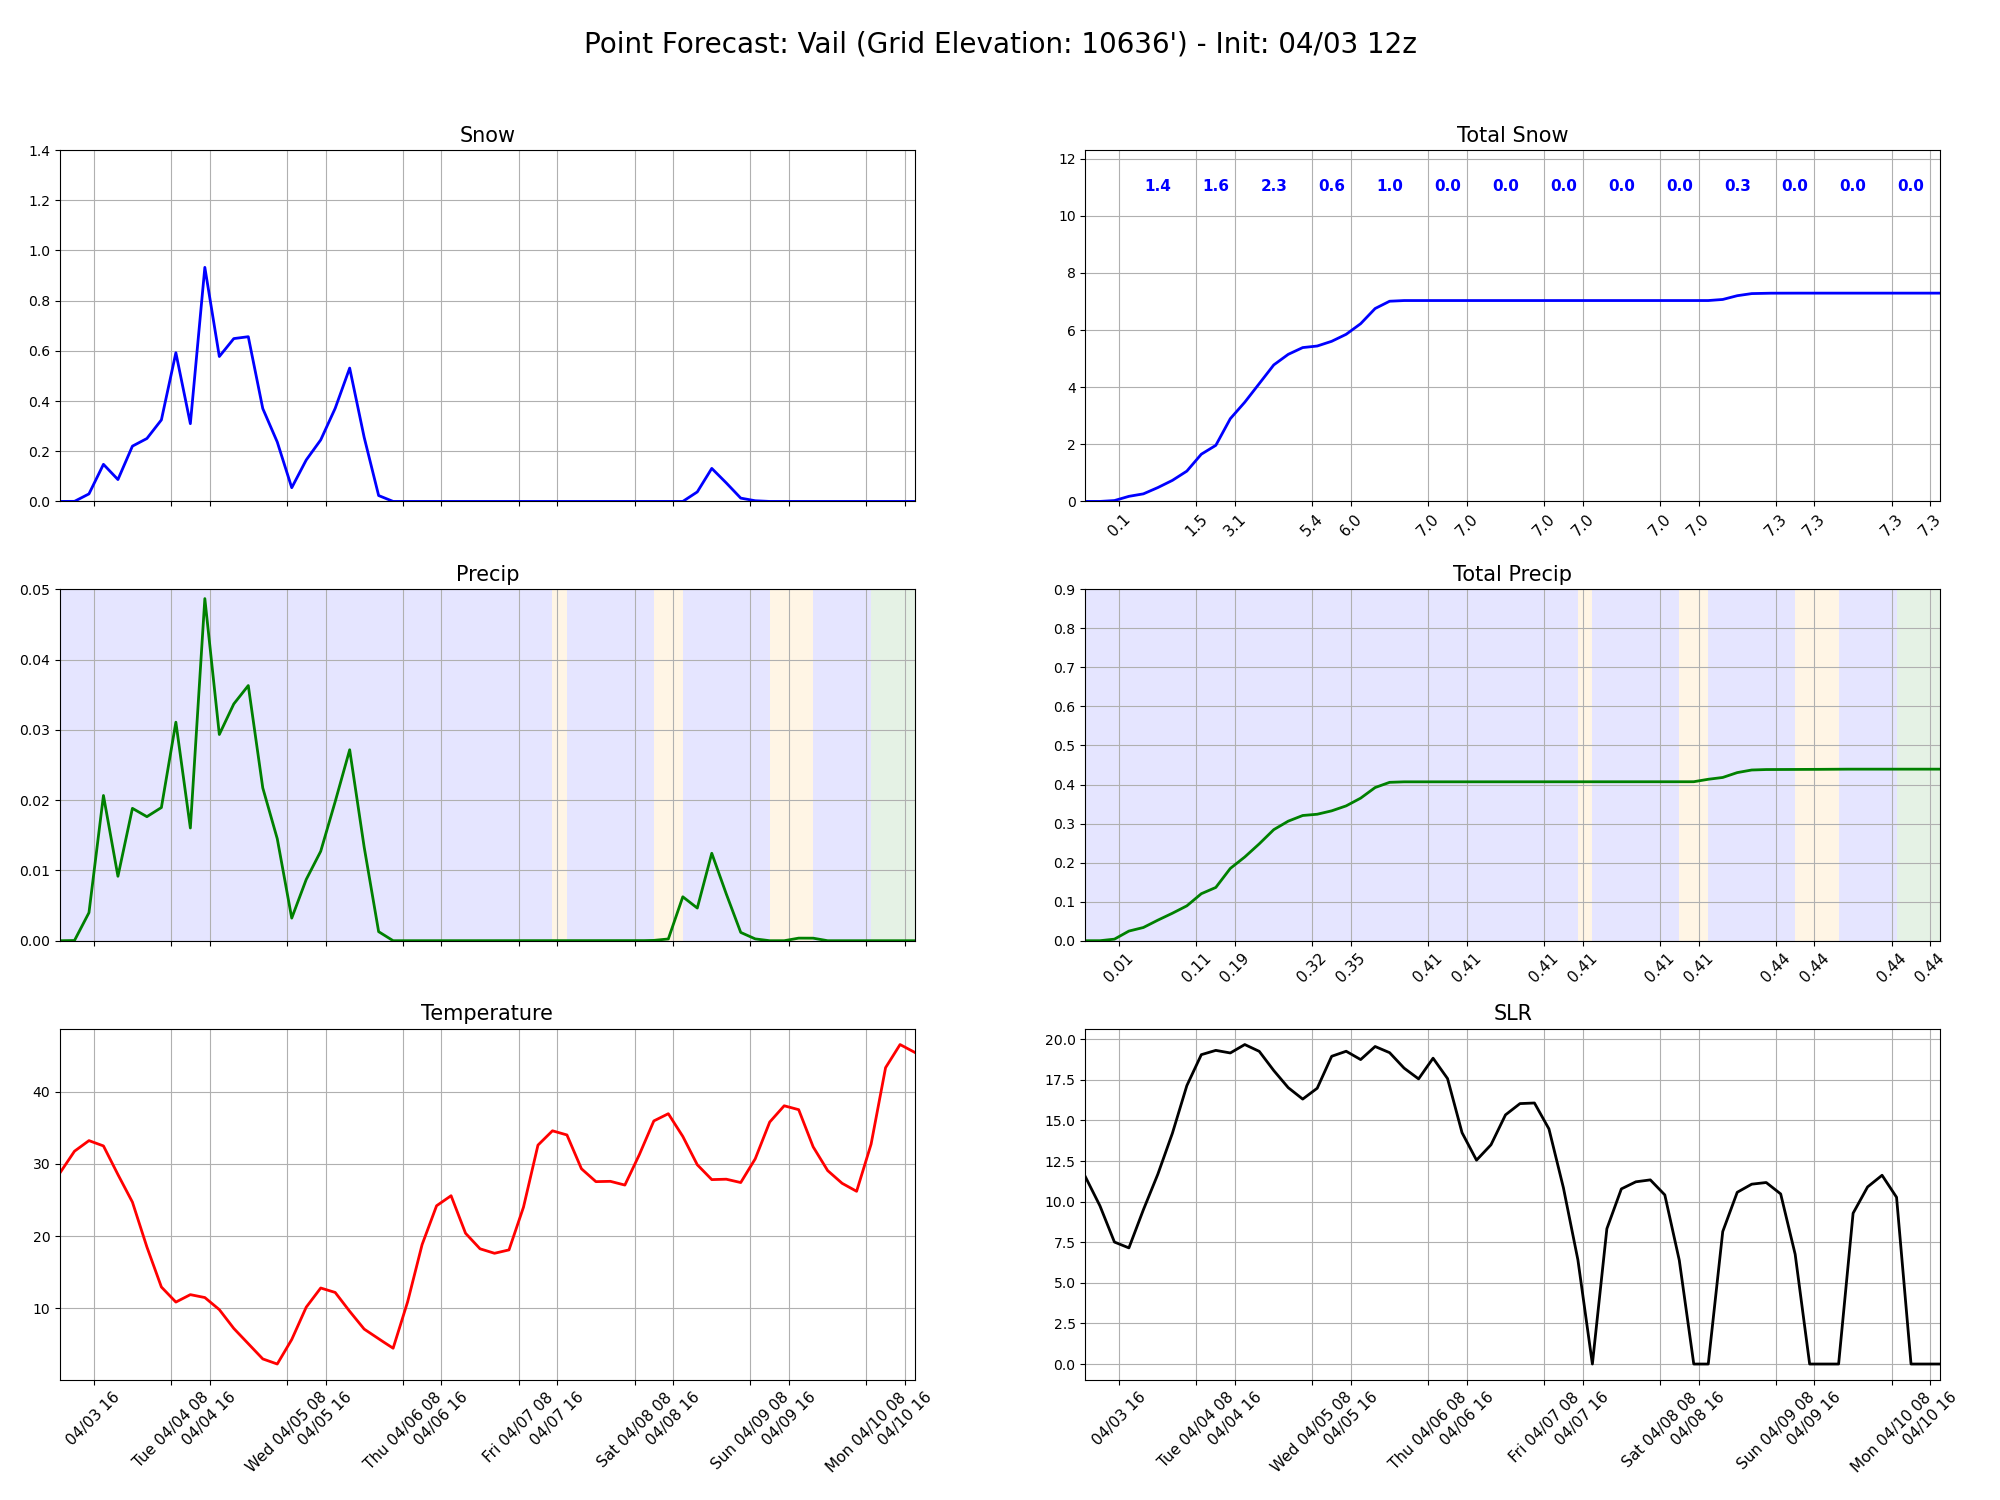 Point Forecast: Vail (Grid Elevation: 10636') - Init: 04/03 12z
Snow
1.4
1.2
1.0
0.8
0.6
0.4
0.2
0.0
Total Snow
12
10
8
6
4
2
0
1.4 1.6 2.3 0.6 1.0 0.0 0.0 0.0 0.0 0.0 0.3 0.0 0.0 0.0
0.1 1.5 3.1 5.4 6.0 7.0 7.0 7.0 7.0 7.0 7.0 7.3 7.3 7.3 7.3
Precip
0.05
0.04
0.03
0.02
0.01
0.00
Total Precip
0.9
0.8
0.7
0.6
0.5
0.4
0.3
0.2
0.1
0.0
0.01 0.11 0.19 0.32 0.35 0.41 0.41 0.41 0.41 0.41 0.41 0.44 0.44 0.44 0.44
Temperature
40
30
20
10
04/03 16
Tue 04/04 08
04/04 16
Wed 04/05 08
04/05 16
Thu 04/06 08
04/06 16
Fri 04/07 08
04/07 16
Sat 04/08 08
04/08 16
Sun 04/09 08
04/09 16
Mon 04/10 08
04/10 16
SLR
20.0
17.5
15.0
12.5
10.0
7.5
5.0
2.5
0.0
04/03 16
Tue 04/04 08
04/04 16
Wed 04/05 08
04/05 16
Thu 04/06 08
04/06 16
Fri 04/07 08
04/07 16
Sat 04/08 08
04/08 16
Sun 04/09 08
04/09 16
Mon 04/10 08
04/10 16